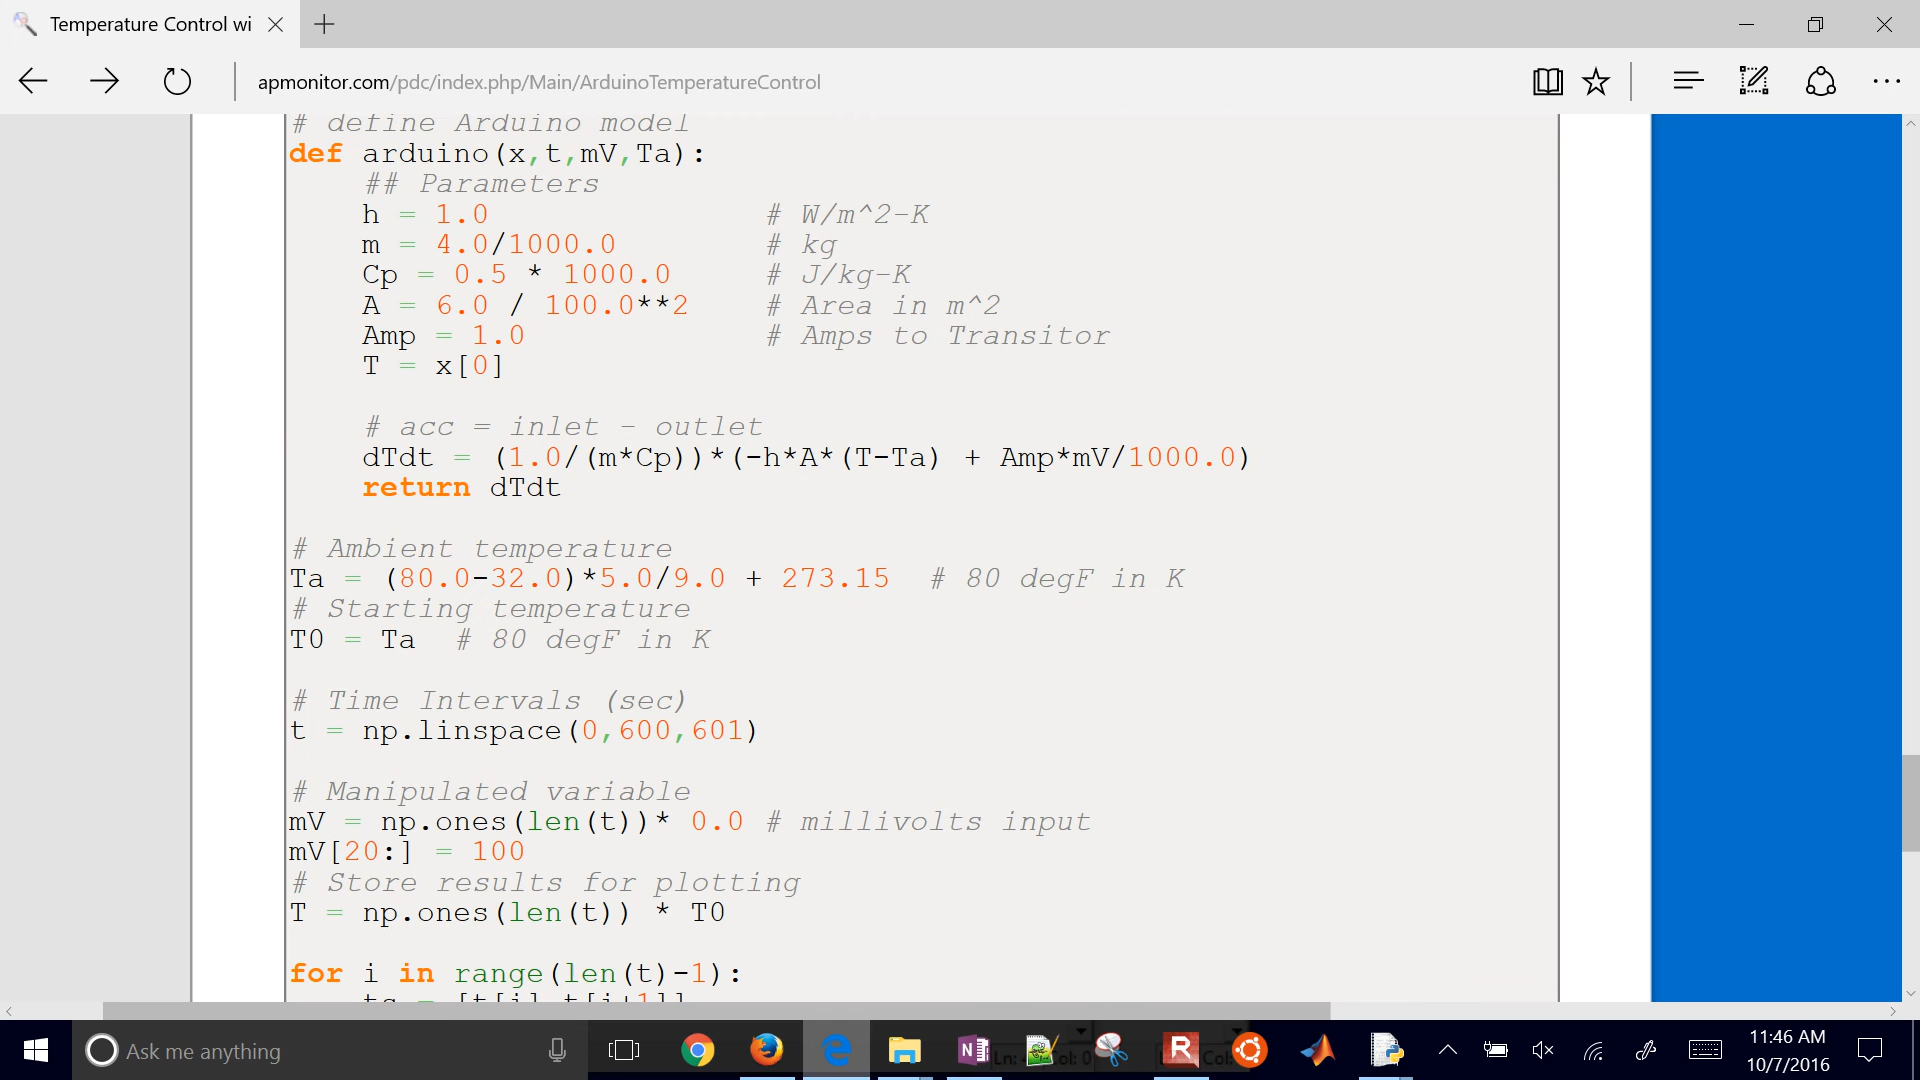 Temperature Control wi
apmonitor.com/pdc/index.php/Main/ArduinoTemperatureControl
# define Arduino model
def arduino(x,t,mV,Ta):
## Parameters
h = 1.0 # W/m^2-K
m = 4.0/1000.0 # kg
Cp = 0.5 * 1000.0 # J/kg-K
A = 6.0 / 100.0**2 # Area in m^2
Amp = 1.0 # Amps to Transitor
T = x[0]
# acc = inlet - outlet
dTdt = (1.0/(m*Cp))*(-h*A*(T-Ta) + Amp*mV/1000.0)
return dTdt
# Ambient temperature
Ta = (80.0-32.0)*5.0/9.0 + 273.15 # 80 degF in K
# Starting temperature
T0 = Ta # 80 degF in K
# Time Intervals (sec)
t = np.linspace(0,600,601)
# Manipulated variable
mV = np.ones(len(t))* 0.0 # millivolts input
mV[20:] = 100
# Store results for plotting
T = np.ones(len(t)) * T0
for i in range(len(t)-1):
ts = [t[i],t[i+1]]
Ask me anything
11:46 AM
10/7/2016